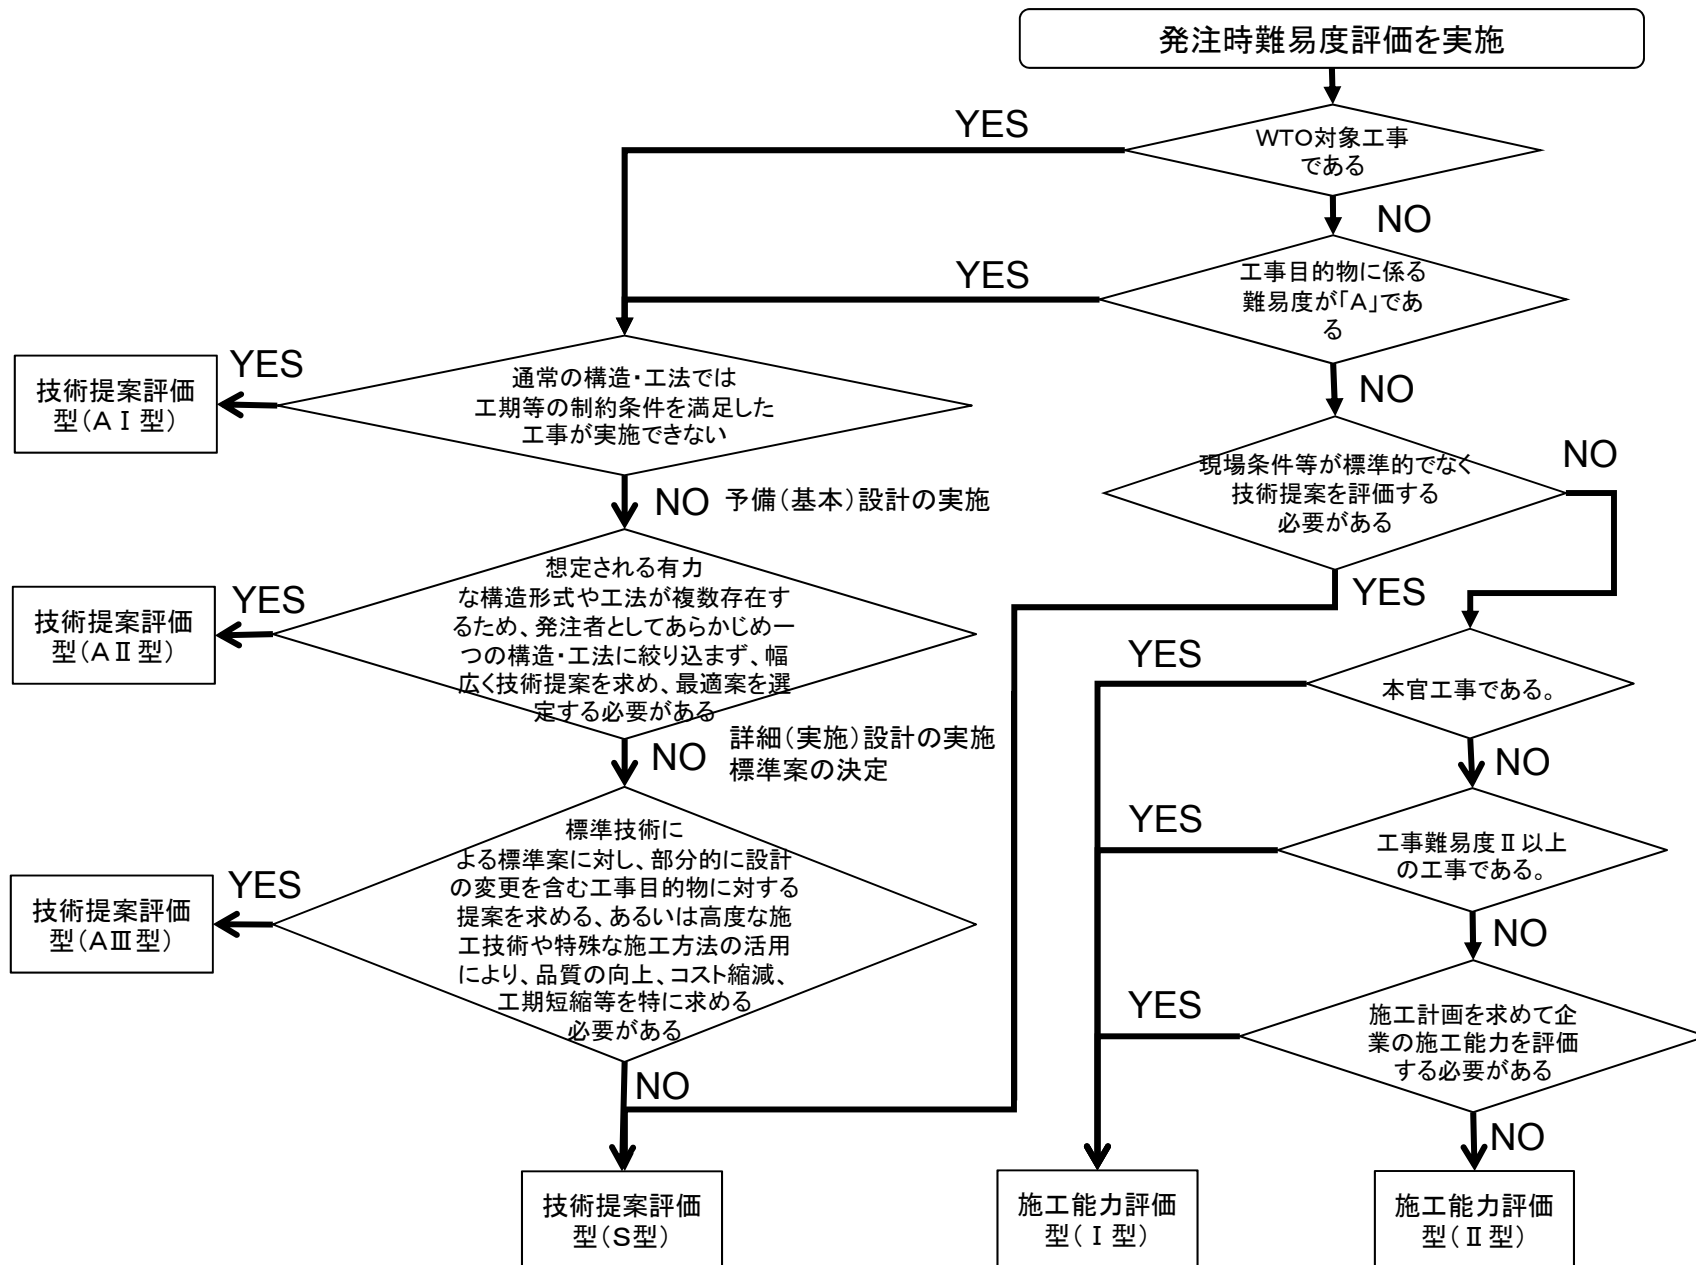 発注時難易度評価を実施
YES
WTO対象工事
である
NO
YES
工事目的物に係る
難易度が「A」であ
る
NO
技術提案評価
型(AⅠ型)
YES
通常の構造・工法では
工期等の制約条件を満足した
工事が実施できない
NO
予備(基本)設計の実施
現場条件等が標準的でなく
技術提案を評価する
必要がある
NO
YES
技術提案評価
型(AⅡ型)
YES
想定される有力
な構造形式や工法が複数存在す
るため、発注者としてあらかじめ一
つの構造・工法に絞り込まず、幅
広く技術提案を求め、最適案を選
定する必要がある
NO
詳細(実施)設計の実施
標準案の決定
YES
本官工事である。
NO
技術提案評価
型(AⅢ型)
YES
標準技術に
よる標準案に対し、部分的に設計
の変更を含む工事目的物に対する
提案を求める、あるいは高度な施
工技術や特殊な施工方法の活用
により、品質の向上、コスト縮減、
工期短縮等を特に求める
必要がある
NO
YES
工事難易度Ⅱ以上
の工事である。
NO
YES
施工計画を求めて企
業の施工能力を評価
する必要がある
NO
技術提案評価
型(S型)
施工能力評価
型(Ⅰ型)
施工能力評価
型(Ⅱ型)